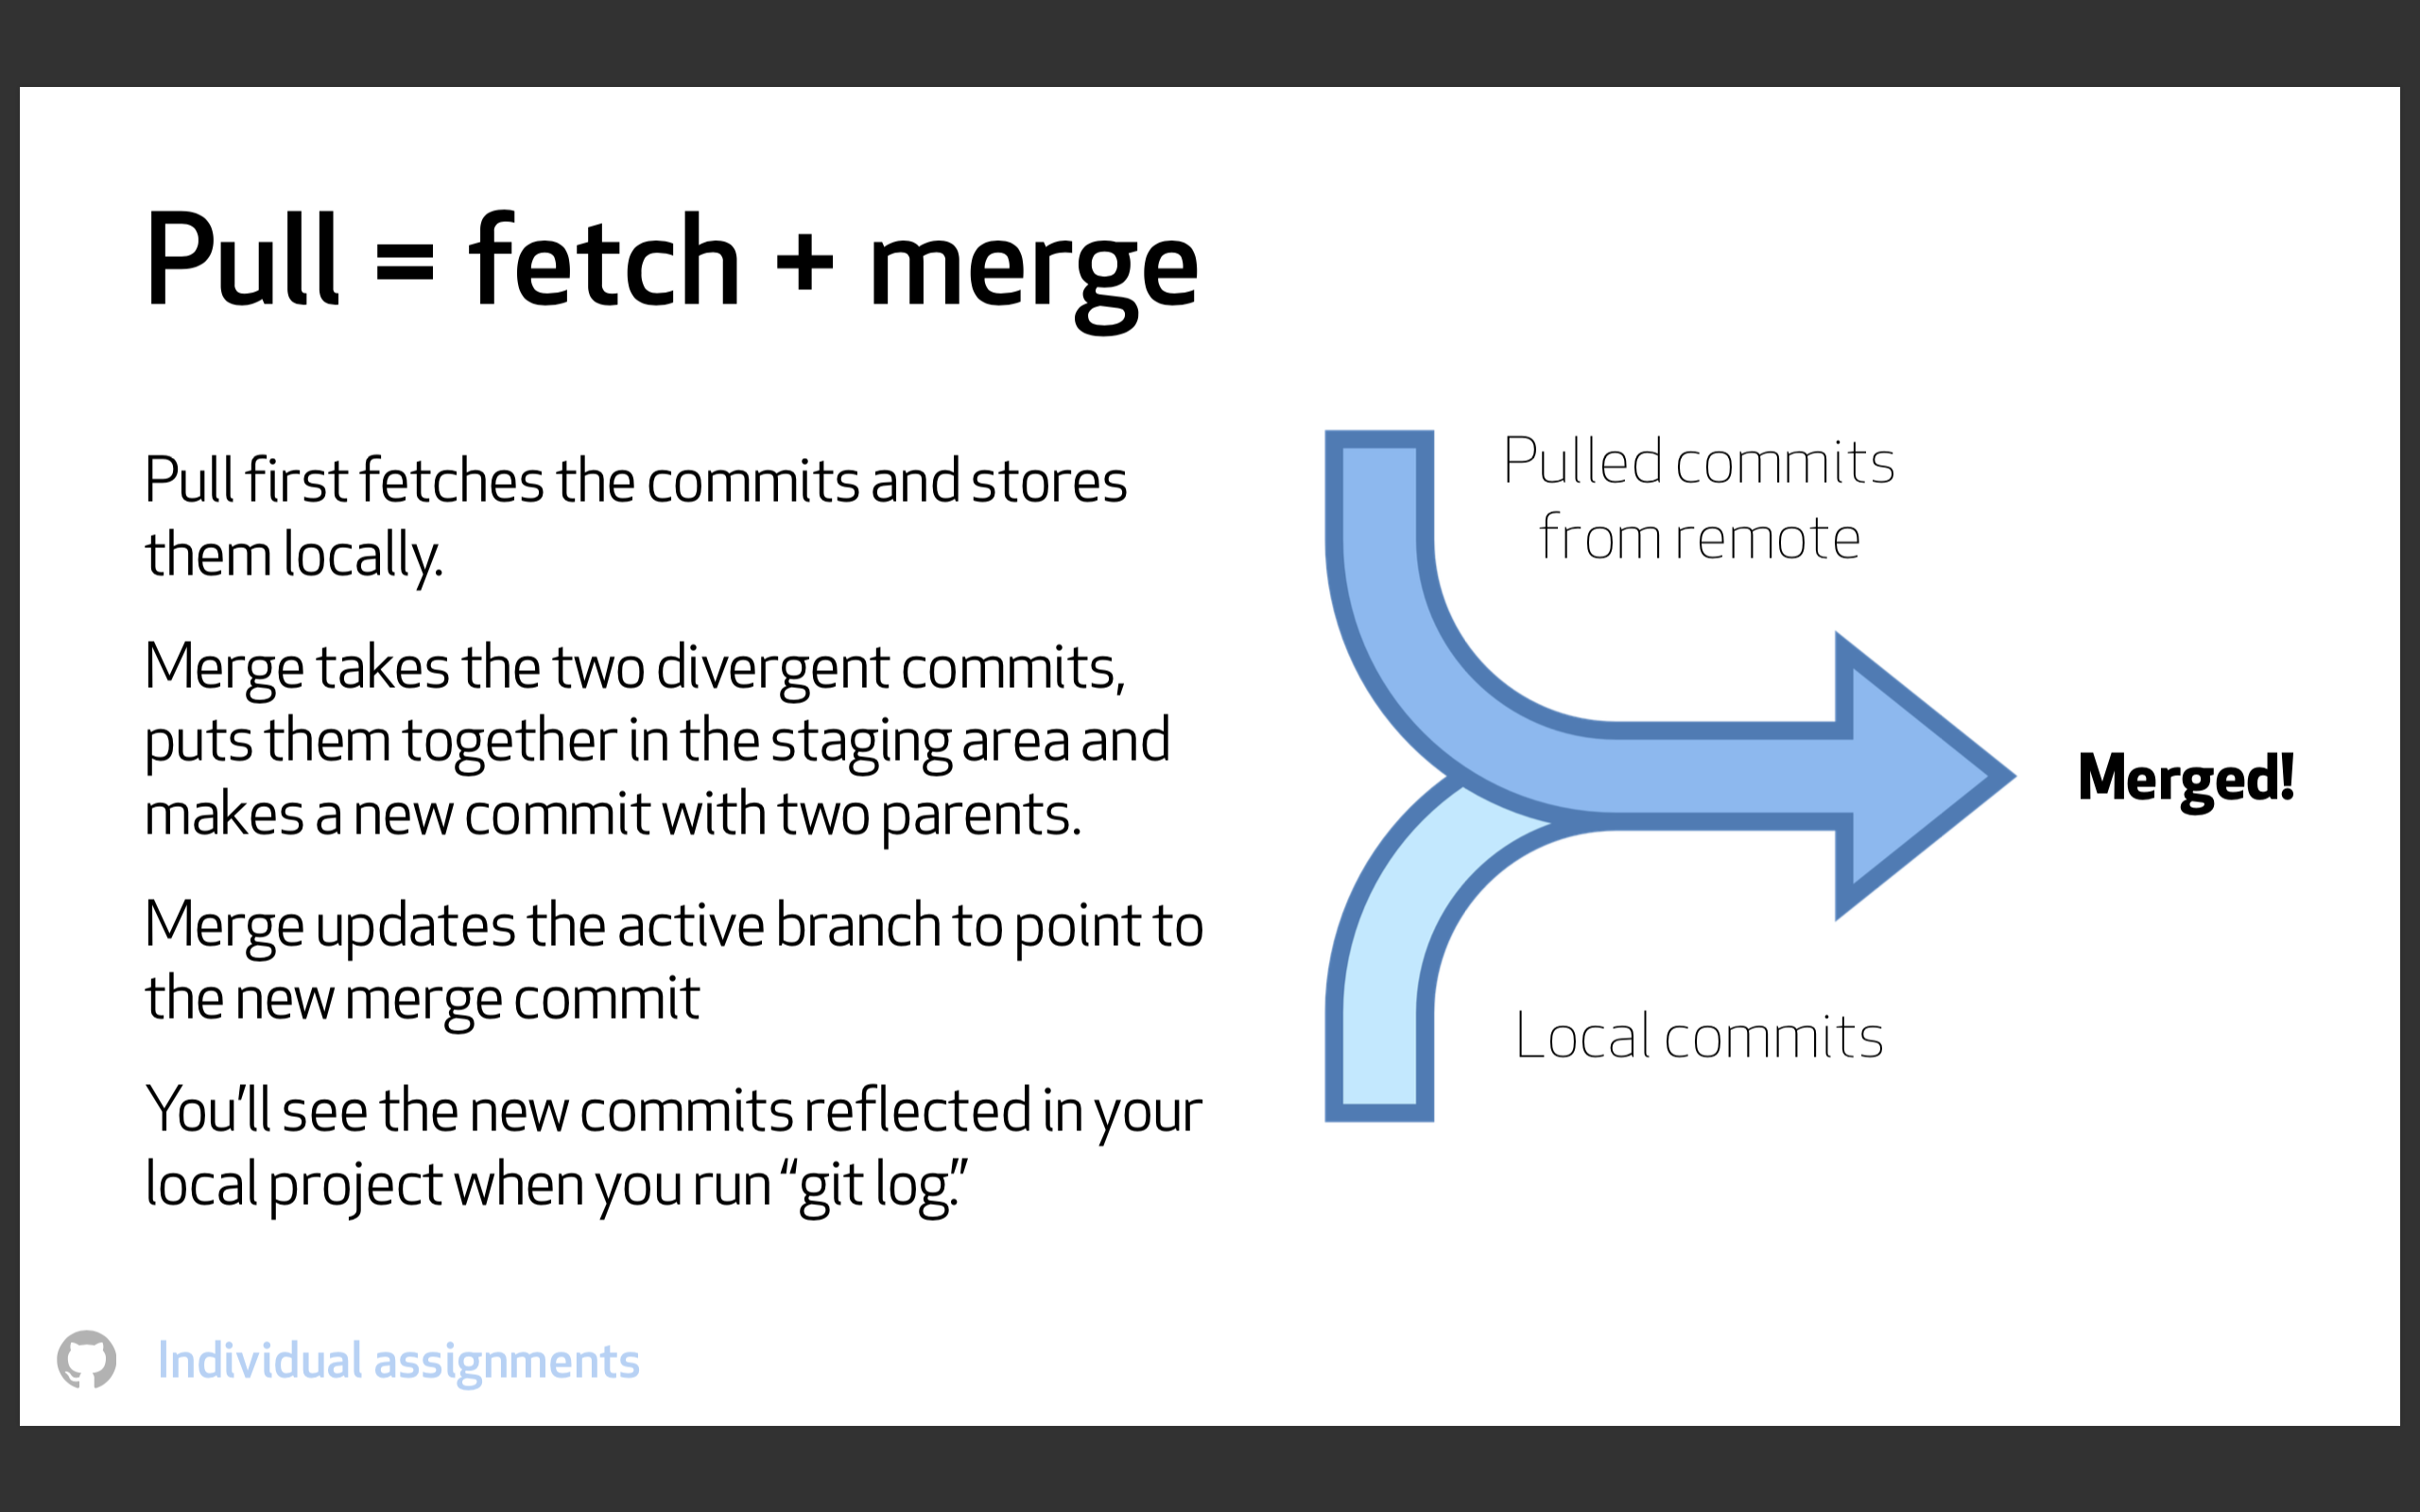 Pull = fetch + merge
Pull first fetches the commits and stores
them locally.
Merge takes the two divergent commits,
puts them together in the staging area and
makes a new commit with two parents.
Merge updates the active branch to point to
the new merge commit
You’ll see the new commits reflected in your
local project when you run “git log.”
Pulled commits
from remote
Merged!
Local commits
Individual assignments